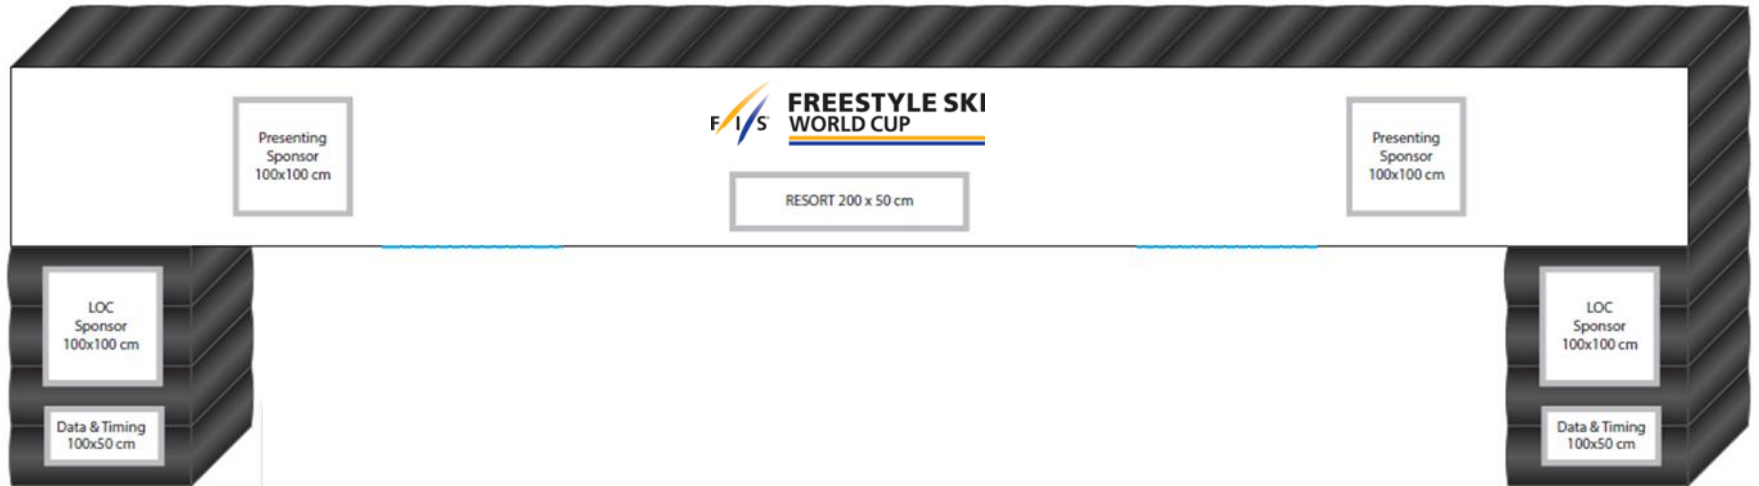 FIS
FREESTYLE SKI
WORLD CUP
Presenting
Sponsor
100x100 cm
RESORT 200 x 50 cm
Presenting
Sponsor
100x100 cm
LOC
Sponsor
100x100 cm
Data & Timing
100x50 cm
LOC
Sponsor
100x100 cm
Data & Timing
100x50 cm